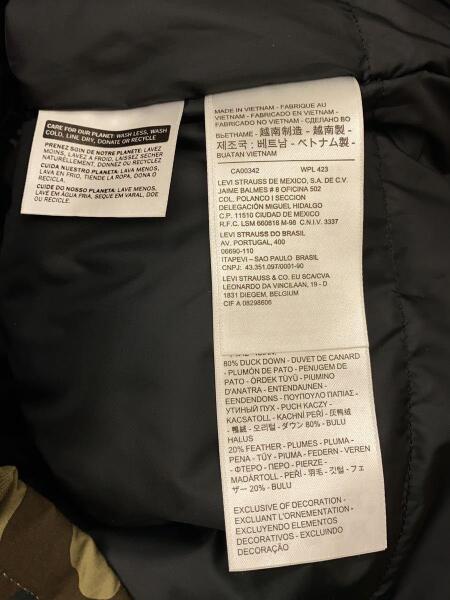 CARE FOR OUR PLANET: WASH LESS, WASH
COLD, LINE DRY, DONATE OR RECYCLE
PRENEZ SOIN DE NOTRE PLANETE: LAVEZ
MOINS, LAVEZ A FROID, LAISSEZ SÉCHER
NATURELLEMENT, DONNEZ OU RECYCLEZ
CUIDA NUESTRO PLANETA: LAVA MENOS,
LAVA EN FRIO, TIENDE LA ROPA, DONA O
RECICLA
CUIDE DO NOSSO PLANETA: LAVE MENOS,
LAVE EM ÁGUA FRIA, SEQUE EM VARAL, DOE
OU RECICLE.
MADE IN VIETNAM - FABRIQUE AU
VIETNAM - FABRICADO EN VIETNAM -
FABRICADO NO VIETNAM - СДЕЛАНО ВО
ВЬЕТНАМЕ - 越南制造 - 越南製 -
제조국 : 베트남 - ベトナム製 -
BUATAN VIETNAM
CA00342 WPL 423
LEVI STRAUSS DE MEXICO, S.A. DE C.V.
JAIME BALMES # 8 OFICINA 502
COL. POLANCO I SECCION
DELEGACIÓN MIGUEL HIDALGO
C.P. 11510 CIUDAD DE MEXICO
R.F.C. LSM 660818 M-98 C.N.I.V. 3337
LEVI STRAUSS DO BRASIL
AV. PORTUGAL, 400
06690-110
ITAPEVI – SAO PAULO BRASIL
CNPJ: 43.351.097/0001-90
LEVI STRAUSS & CO. EU SCA/CVA
LEONARDO DA VINCILAAN, 19 - D
1831 DIEGEM, BELGIUM
CIF A 08298606
80% DUCK DOWN - DUVET DE CANARD
- PLUMÓN DE PATO - PENUGEM DE
PATO - ÖRDEK TÜYÜ - PIUMINO
D'ANATRA - ENTENDAUNEN -
EENDENDONS - ΠΟΥΠΟΥΛΟ ΠΑΠΙΑΣ -
УТИНЫЙ ПУХ - PUCH KACZY -
KACSATOLL - KACHNÍ PEŘÍ - 灰鸭绒
- 鴨絨 - 오리털 - ダウン 80% - BULU
HALUS
20% FEATHER - PLUMES - PLUMA -
PENA - TÜY - PIUMA - FEDERN - VEREN
- ΦΤΕΡΟ - ПЕРО - PIERZE -
MADÁRTOLL - PEŘÍ - 羽毛 - 깃털 - フェ
ザー 20% - BULU
EXCLUSIVE OF DECORATION -
EXCLUANT L'ORNEMENTATION -
EXCLUYENDO ELEMENTOS
DECORATIVOS - EXCLUINDO
DECORAÇÃO